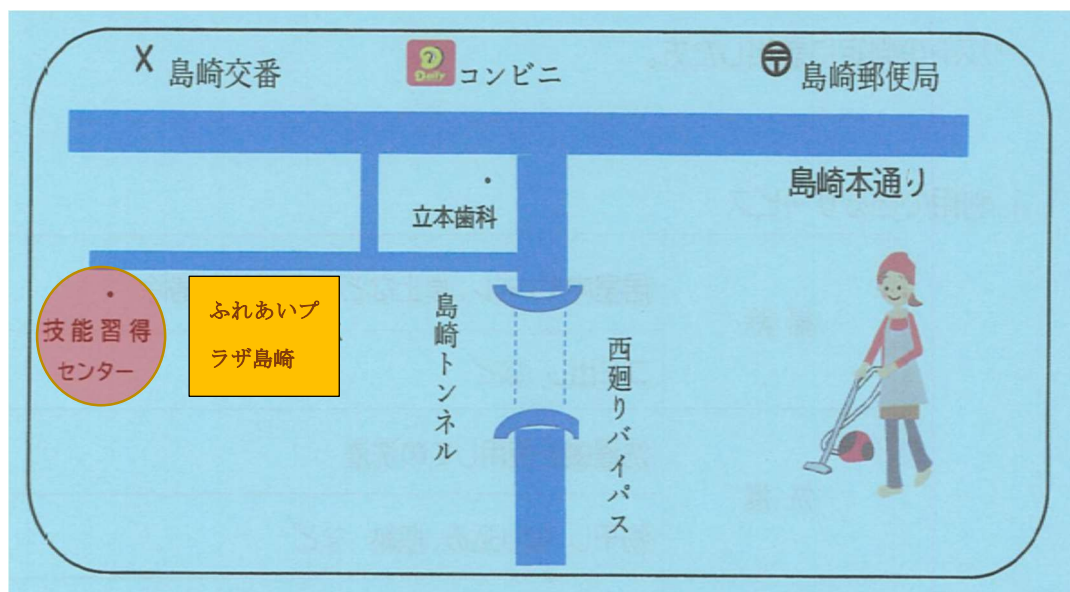 島崎交番
Daily
コンビニ
島崎郵便局
島崎本通り
立本歯科
技能習得
センター
ふれあいプ
ラザ島崎
島崎トンネル
西廻りバイパス